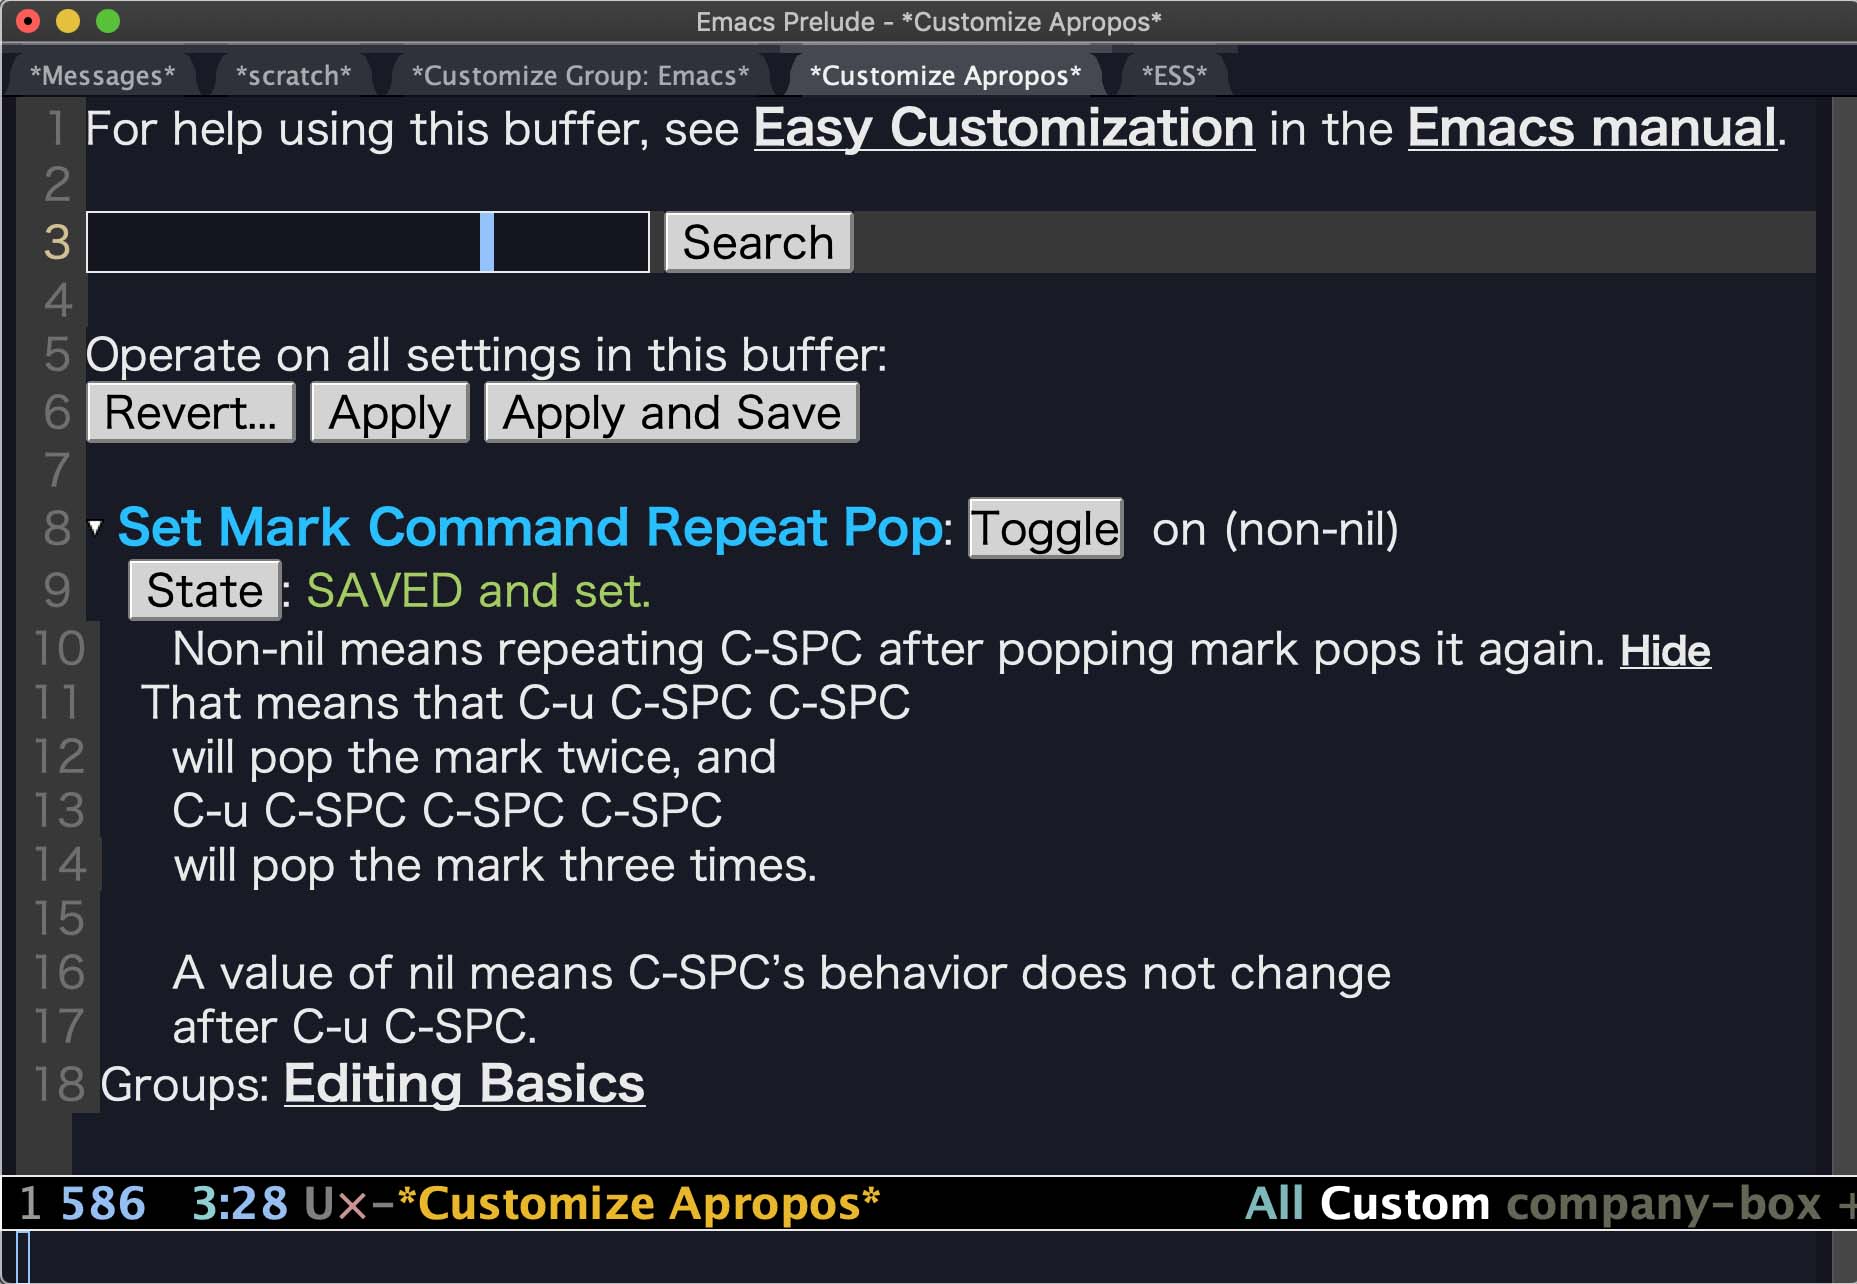 Emacs Prelude - *Customize Apropos*
*Messages* *scratch* *Customize Group: Emacs* *Customize Apropos* *ESS*
1 For help using this buffer, see Easy Customization in the Emacs manual.
2
3 Search
4
5 Operate on all settings in this buffer:
6 Revert... Apply Apply and Save
7
8 Set Mark Command Repeat Pop: Toggle on (non-nil)
9 State : SAVED and set.
10 Non-nil means repeating C-SPC after popping mark pops it again. Hide
11 That means that C-u C-SPC C-SPC
12 will pop the mark twice, and
13 C-u C-SPC C-SPC C-SPC
14 will pop the mark three times.
15
16 A value of nil means C-SPC’s behavior does not change
17 after C-u C-SPC.
18 Groups: Editing Basics
1 586 3:28 U×-*Customize Apropos* All Custom company-box +